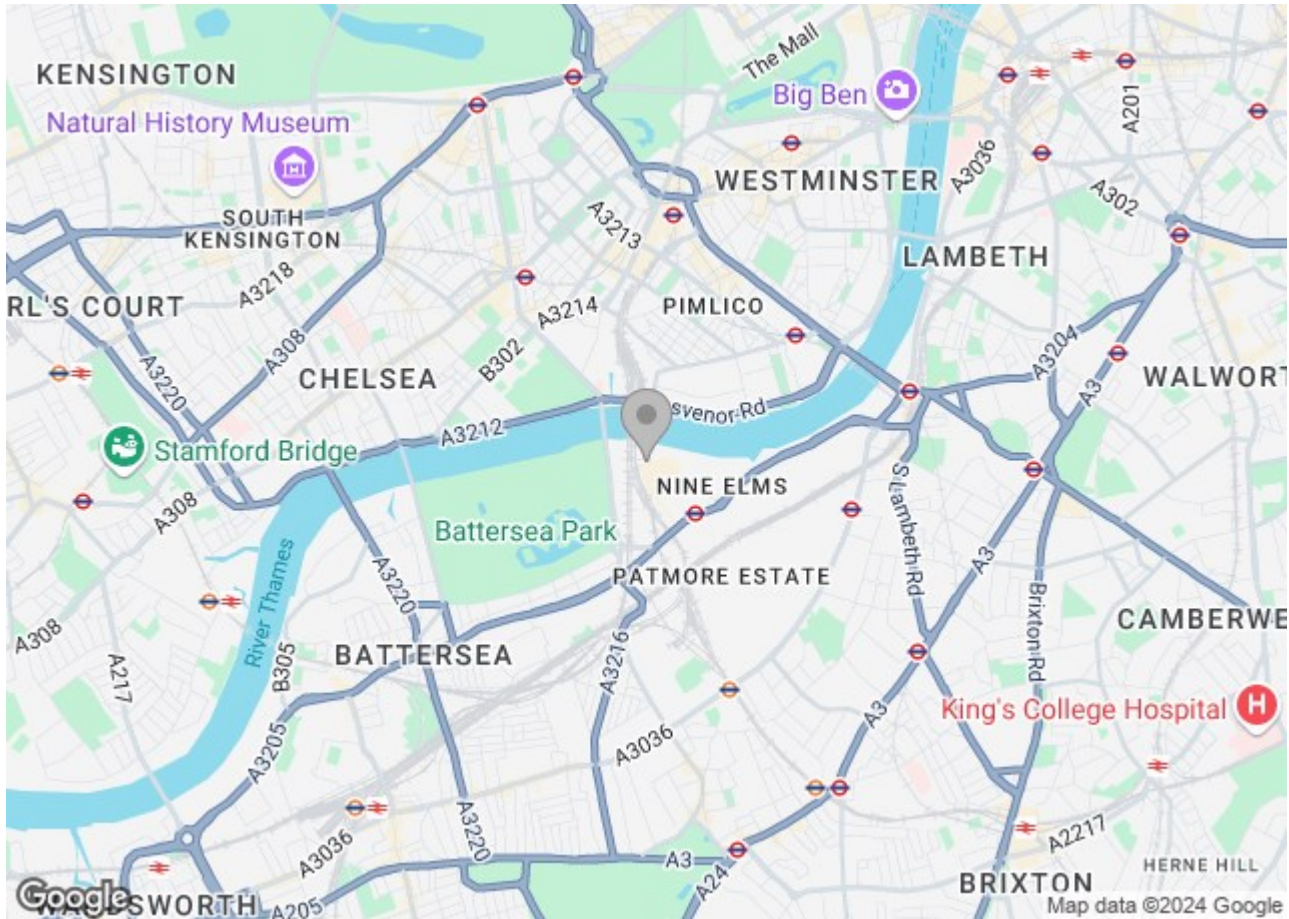 KENSINGTON
The Mall
Big Ben
A201
Natural History Museum
A3036
WESTMINSTER
A302
SOUTH
KENSINGTON
A3213
LAMBETH
A3218
RL'S COURT
A3214
PIMLICO
A308
B302
A3204
A3220
CHELSEA
A3
WALWORT
svenor Rd
A3212
Stamford Bridge
NINE ELMS
A308
S Lambeth Rd
Battersea Park
A3
River Thames
A3220
PATMORE ESTATE
Brixton Rd
CAMBERWE
A308
B305
BATTERSEA
A3216
A217
A3
King's College Hospital
H
A3205
A3036
A3220
A3036
A2217
A3
HERNE HILL
A24
BRIXTON
Google
WANDSWORTH
A205
Map data ©2024 Google